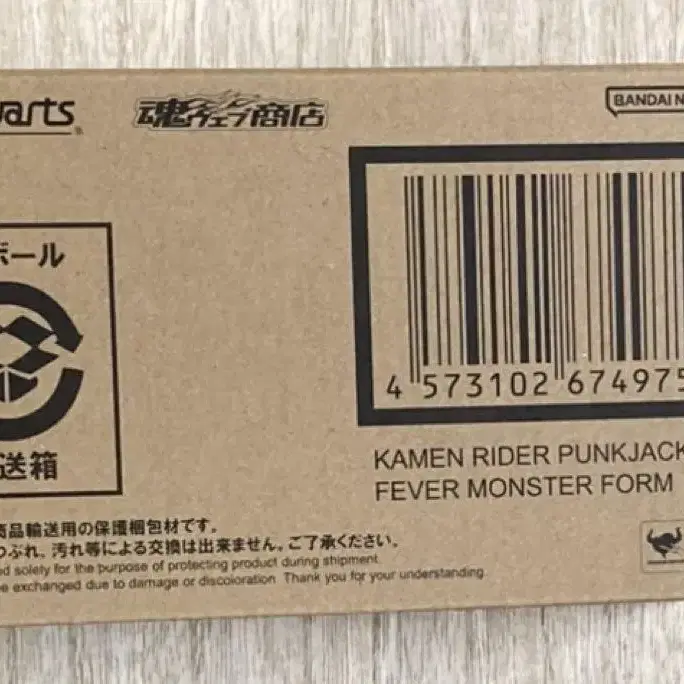 arts
魂ウェブ商店
BANDAI N
ボール
送箱
4 573102 674975
KAMEN RIDER PUNKJACK
FEVER MONSTER FORM
商品輸送用の保護梱包材です。
つぶれ、汚れ等による交換は出来ません。ご了承ください。
ed solely for the purpose of protecting product during shipment.
be exchanged due to damage or discoloration. Thank you for your understanding.